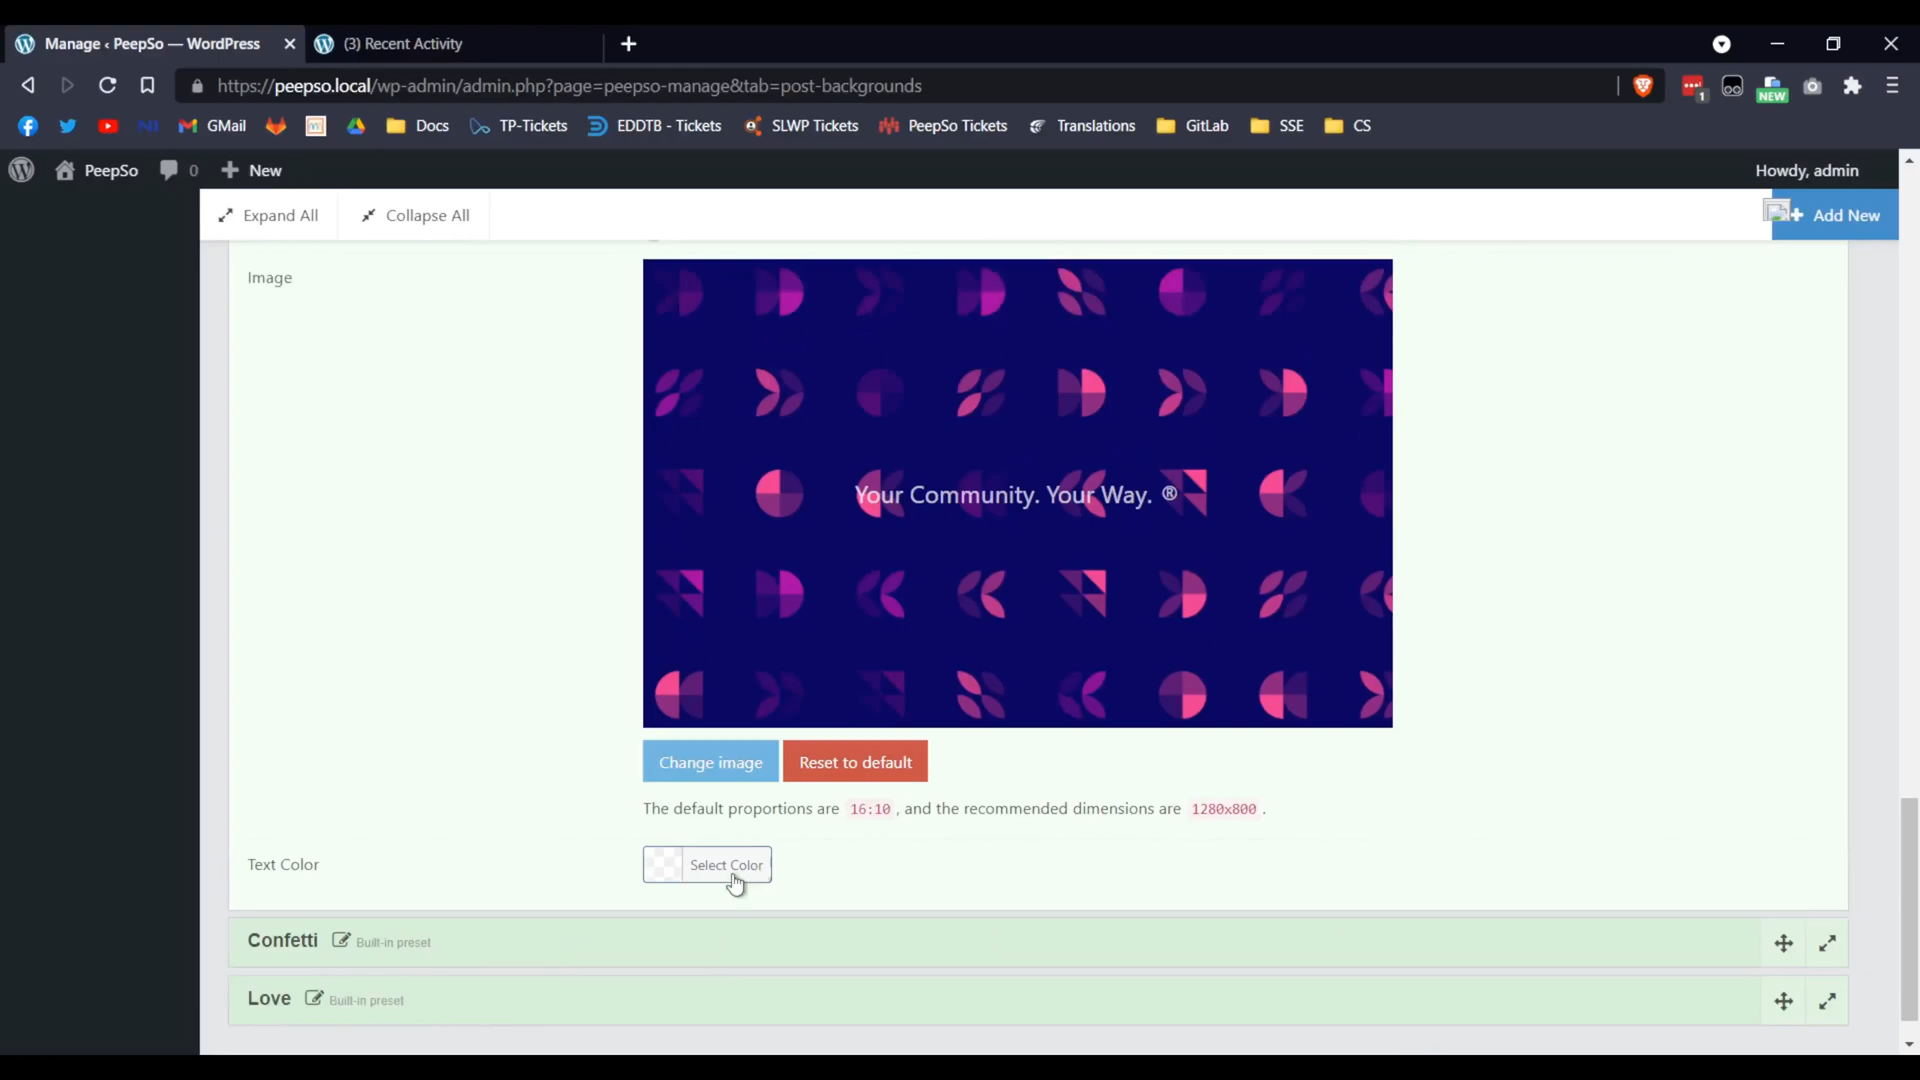 Manage ‹ PeepSo — WordPress
(3) Recent Activity
https://peepso.local/wp-admin/admin.php?page=peepso-manage&tab=post-backgrounds
1
NEW
GMail
Docs
TP-Tickets
EDDTB - Tickets
SLWP Tickets
PeepSo Tickets
Translations
GitLab
SSE
CS
PeepSo
0
New
Howdy, admin
Expand All
Collapse All
Add New
Image
Your Community. Your Way. ®
Change image
Reset to default
The default proportions are 16:10 , and the recommended dimensions are 1280x800 .
Text Color
Select Color
Confetti
Built-in preset
Love
Built-in preset